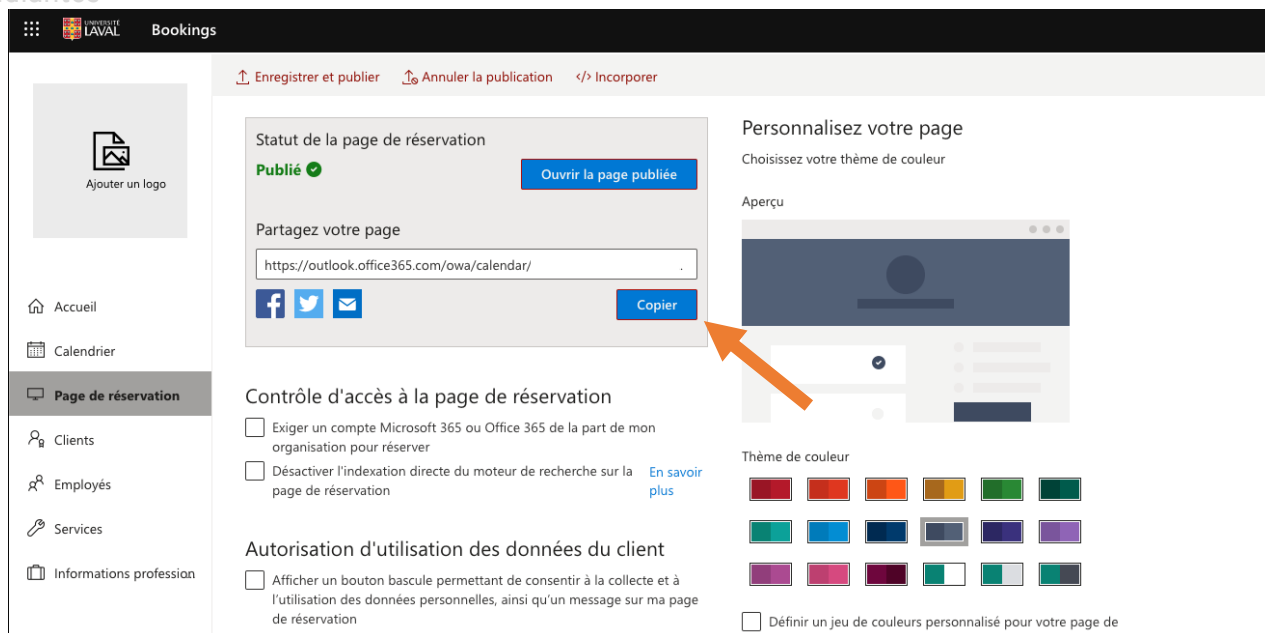 UNIVERSITÉ
LAVAL
Bookings
Enregistrer et publier
Annuler la publication
</> Incorporer
Ajouter un logo
Accueil
Calendrier
Page de réservation
Clients
Employés
Services
Informations profession
Statut de la page de réservation
Publié
Ouvrir la page publiée
Partagez votre page
https://outlook.office365.com/owa/calendar/ .
Copier
Contrôle d'accès à la page de réservation
Exiger un compte Microsoft 365 ou Office 365 de la part de mon
organisation pour réserver
Désactiver l'indexation directe du moteur de recherche sur la
page de réservation
En savoir
plus
Autorisation d'utilisation des données du client
Afficher un bouton bascule permettant de consentir à la collecte et à
l'utilisation des données personnelles, ainsi qu'un message sur ma page
de réservation
Personnalisez votre page
Choisissez votre thème de couleur
Aperçu
Thème de couleur
Définir un jeu de couleurs personnalisé pour votre page de